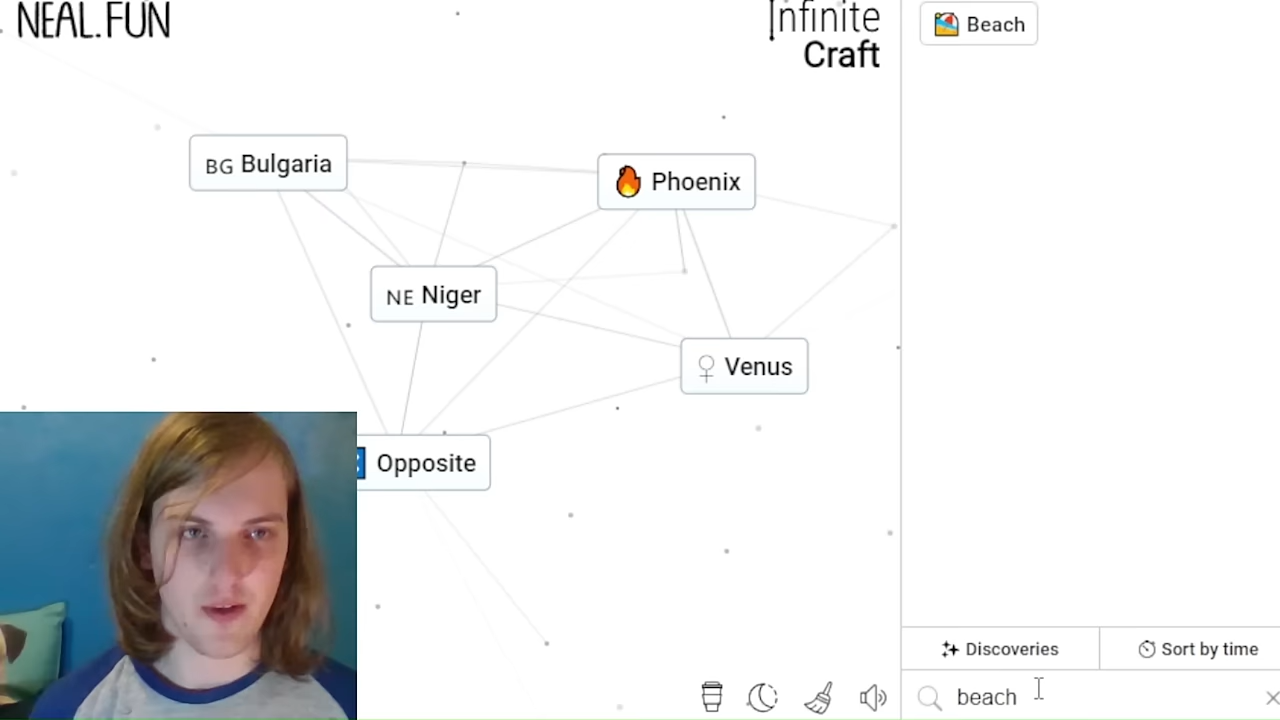 NEAL.FUN
Infinite
Craft
Beach
BG Bulgaria
Phoenix
NE Niger
Venus
Opposite
Discoveries
Sort by time
beach